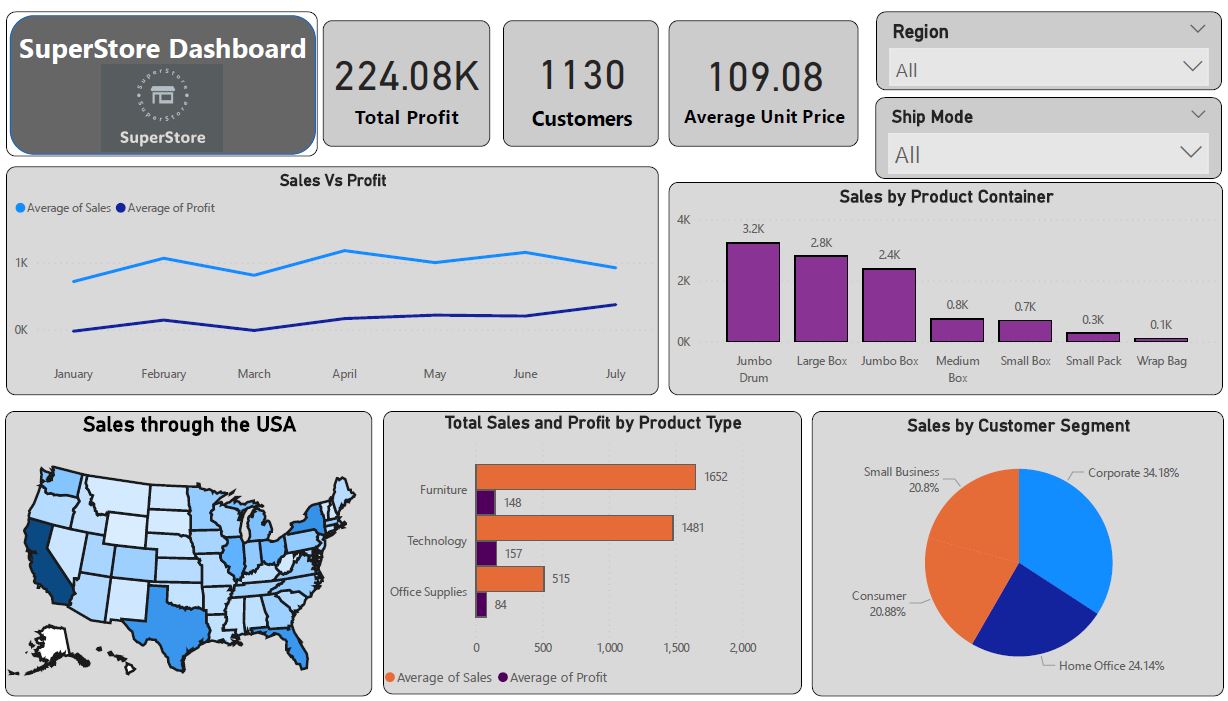 SuperStore Dashboard
SuperStore
SuperStore
SuperStore
224.08K
Total Profit
1130
Customers
109.08
Average Unit Price
Region
All
Ship Mode
All
Sales Vs Profit
Average of Sales Average of Profit
1K
0K
January February March April May June July
Sales by Product Container
4K
2K
0K
3.2K 2.8K 2.4K 0.8K 0.7K 0.3K 0.1K
Jumbo Large Box Jumbo Box Medium Small Box Small Pack Wrap Bag
Drum Box
Sales through the USA
Total Sales and Profit by Product Type
Furniture 1652
148
Technology 1481
157
Office Supplies 515
84
0 500 1,000 1,500 2,000
Average of Sales Average of Profit
Sales by Customer Segment
Small Business
20.8%
Corporate 34.18%
Consumer
20.88%
Home Office 24.14%